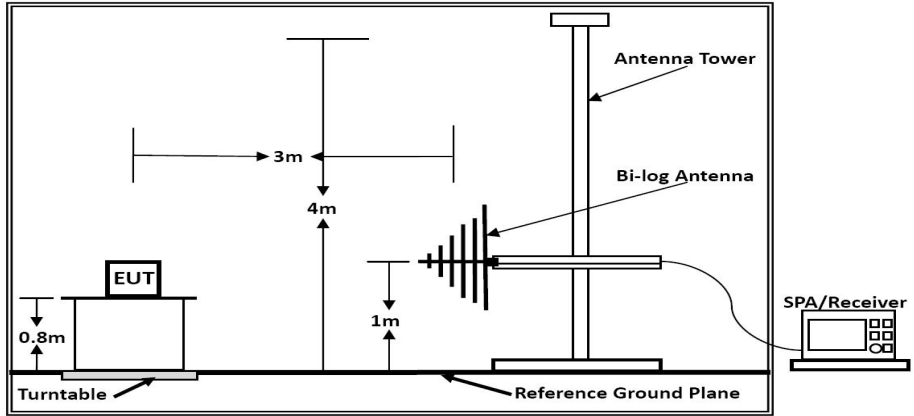 Antenna Tower
3m
Bi-log Antenna
4m
EUT
SPA/Receiver
0.8m
1m
Turntable
Reference Ground Plane